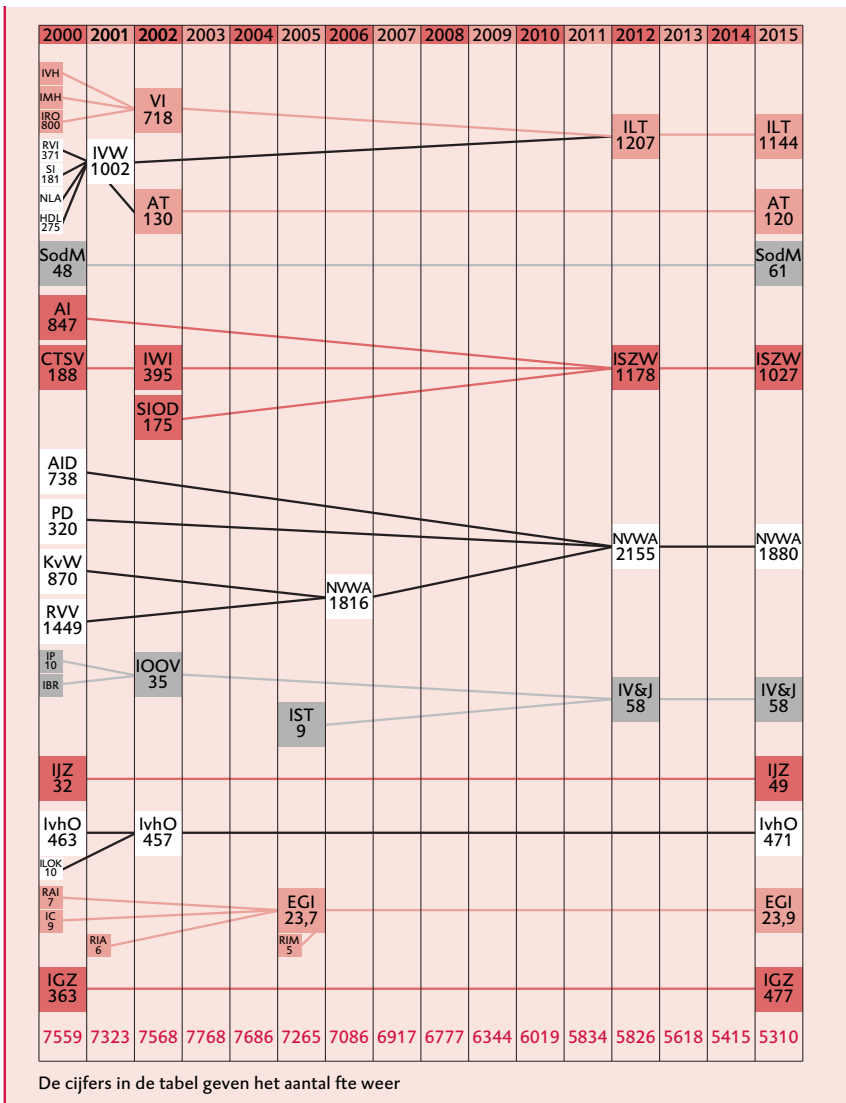 2000 2001 2002 2003 2004 2005 2006 2007 2008 2009 2010 2011 2012 2013 2014 2015
IVH
IMH
IRO
800
VI
718
ILT
1207
ILT
1144
RVI
371
SI
181
NLA
HDL
275
IVW
1002
AT
130
AT
120
SodM
48
SodM
61
AI
847
CTSV
188
IWI
395
SIOD
175
ISZW
1178
ISZW
1027
AID
738
PD
320
KvW
870
RVV
1449
NVWA
1816
NVWA
2155
NVWA
1880
IP
10
IBR
IOOV
35
IST
9
IV&J
58
IV&J
58
IJZ
32
IJZ
49
IvhO
463
ILOK
10
IvhO
457
IvhO
471
RAI
7
IC
9
RIA
6
EGI
23,7
RIM
5
EGI
23,9
IGZ
363
IGZ
477
7559 7323 7568 7768 7686 7265 7086 6917 6777 6344 6019 5834 5826 5618 5415 5310
De cijfers in de tabel geven het aantal fte weer